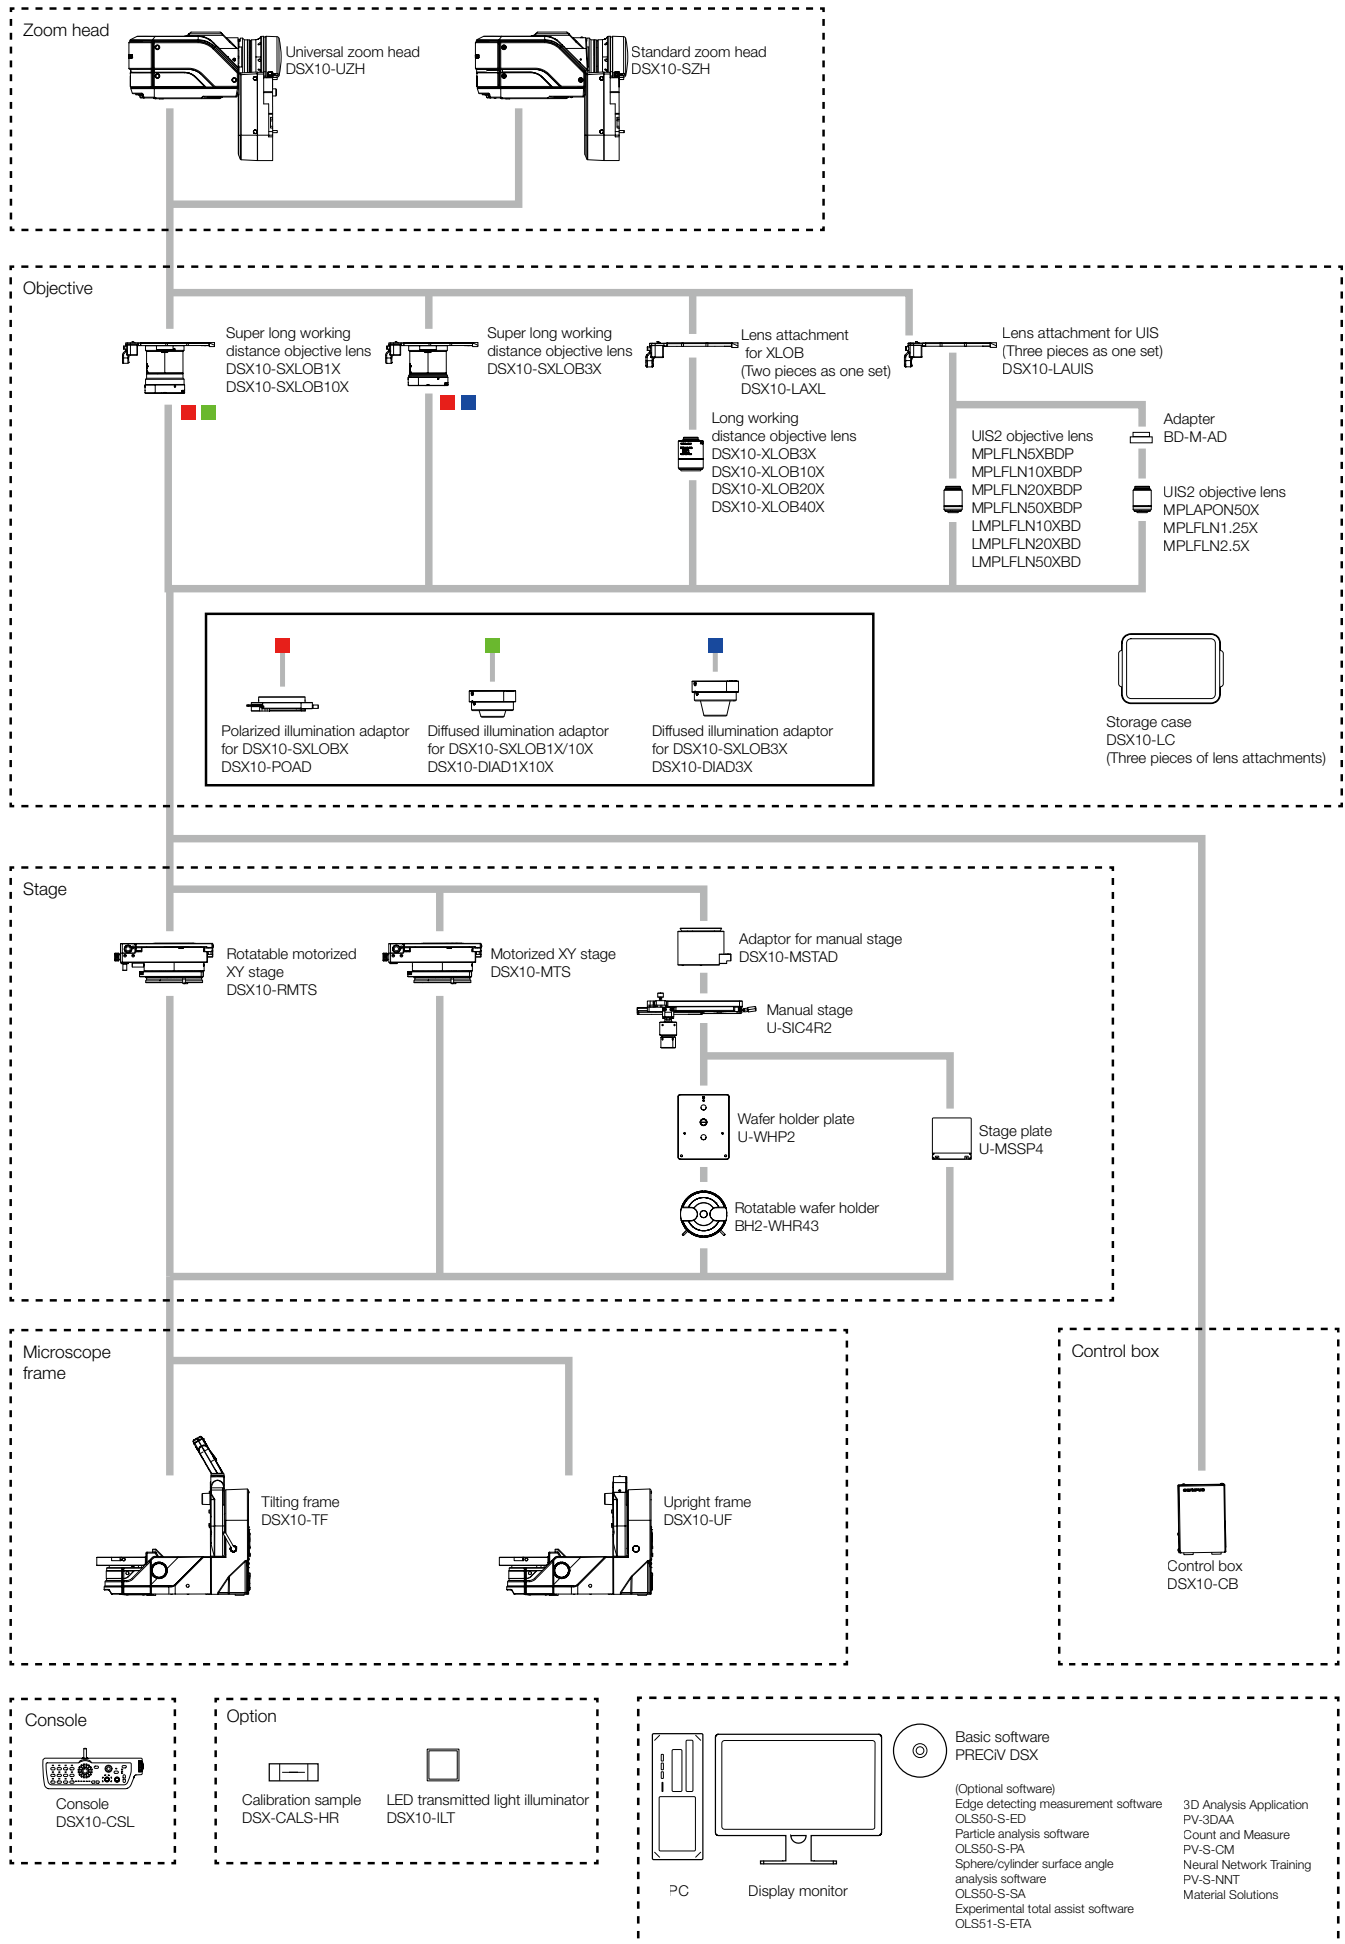 Zoom head
Universal zoom head
DSX10-UZH
Standard zoom head
DSX10-SZH
Objective
Super long working
distance objective lens
DSX10-SXLOB1X
DSX10-SXLOB10X
Super long working
distance objective lens
DSX10-SXLOB3X
Lens attachment
for XLOB
(Two pieces as one set)
DSX10-LAXL
Long working
distance objective lens
DSX10-XLOB3X
DSX10-XLOB10X
DSX10-XLOB20X
DSX10-XLOB40X
Lens attachment for UIS
(Three pieces as one set)
DSX10-LAUIS
UIS2 objective lens
MPLFLN5XBDP
MPLFLN10XBDP
MPLFLN20XBDP
MPLFLN50XBDP
LMPLFLN10XBD
LMPLFLN20XBD
LMPLFLN50XBD
Adapter
BD-M-AD
UIS2 objective lens
MPLAPON50X
MPLFLN1.25X
MPLFLN2.5X
Polarized illumination adaptor
for DSX10-SXLOBX
DSX10-POAD
Diffused illumination adaptor
for DSX10-SXLOB1X/10X
DSX10-DIAD1X10X
Diffused illumination adaptor
for DSX10-SXLOB3X
DSX10-DIAD3X
Storage case
DSX10-LC
(Three pieces of lens attachments)
Stage
Rotatable motorized
XY stage
DSX10-RMTS
Motorized XY stage
DSX10-MTS
Adaptor for manual stage
DSX10-MSTAD
Manual stage
U-SIC4R2
Wafer holder plate
U-WHP2
Stage plate
U-MSSP4
Rotatable wafer holder
BH2-WHR43
Microscope
frame
Tilting frame
DSX10-TF
Upright frame
DSX10-UF
Control box
OLYMPUS
Control box
DSX10-CB
Console
Console
DSX10-CSL
Option
Calibration sample
DSX-CALS-HR
LED transmitted light illuminator
DSX10-ILT
PC
Display monitor
Basic software
PRECiV DSX
(Optional software)
Edge detecting measurement software
OLS50-S-ED
Particle analysis software
OLS50-S-PA
Sphere/cylinder surface angle
analysis software
OLS50-S-SA
Experimental total assist software
OLS51-S-ETA
3D Analysis Application
PV-3DAA
Count and Measure
PV-S-CM
Neural Network Training
PV-S-NNT
Material Solutions